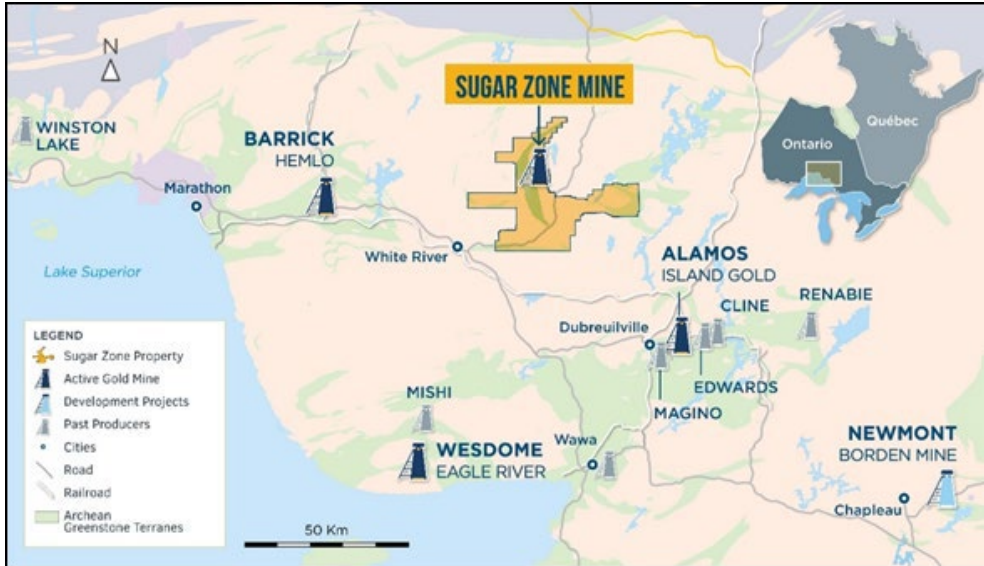 N
SUGAR ZONE MINE
Québec
Ontario
WINSTON
LAKE
BARRICK
HEMLO
Marathon
White River
Lake Superior
ALAMOS
ISLAND GOLD
CLINE
RENABIE
Dubreuilville
EDWARDS
MAGINO
MISHI
WESDOME
EAGLE RIVER
Wawa
NEWMONT
BORDEN MINE
Chapleau
LEGEND
Sugar Zone Property
Active Gold Mine
Development Projects
Past Producers
Cities
Road
Railroad
Archean
Greenstone Terranes
50 Km